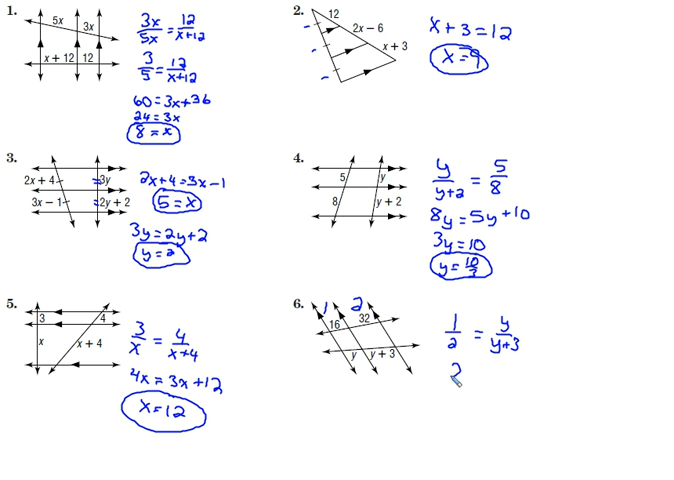 1.
5x
3x
x + 12
12
3x/5x = 12/x+12
3/5 = 12/x+12
60 = 3x+36
24 = 3x
8 = x
2.
12
2x − 6
x + 3
x + 3 = 12
x = 9
3.
2x + 4
3y
3x − 1
2y + 2
2x + 4 = 3x − 1
5 = x
3y = 2y + 2
y = 2
4.
5
y
8
y + 2
y/y+2 = 5/8
8y = 5y + 10
3y = 10
y = 10/3
5.
3
4
x
x + 4
3/x = 4/x+4
4x = 3x + 12
x = 12
6.
1
2
16
32
y
y + 3
1/2 = y/y+3
2